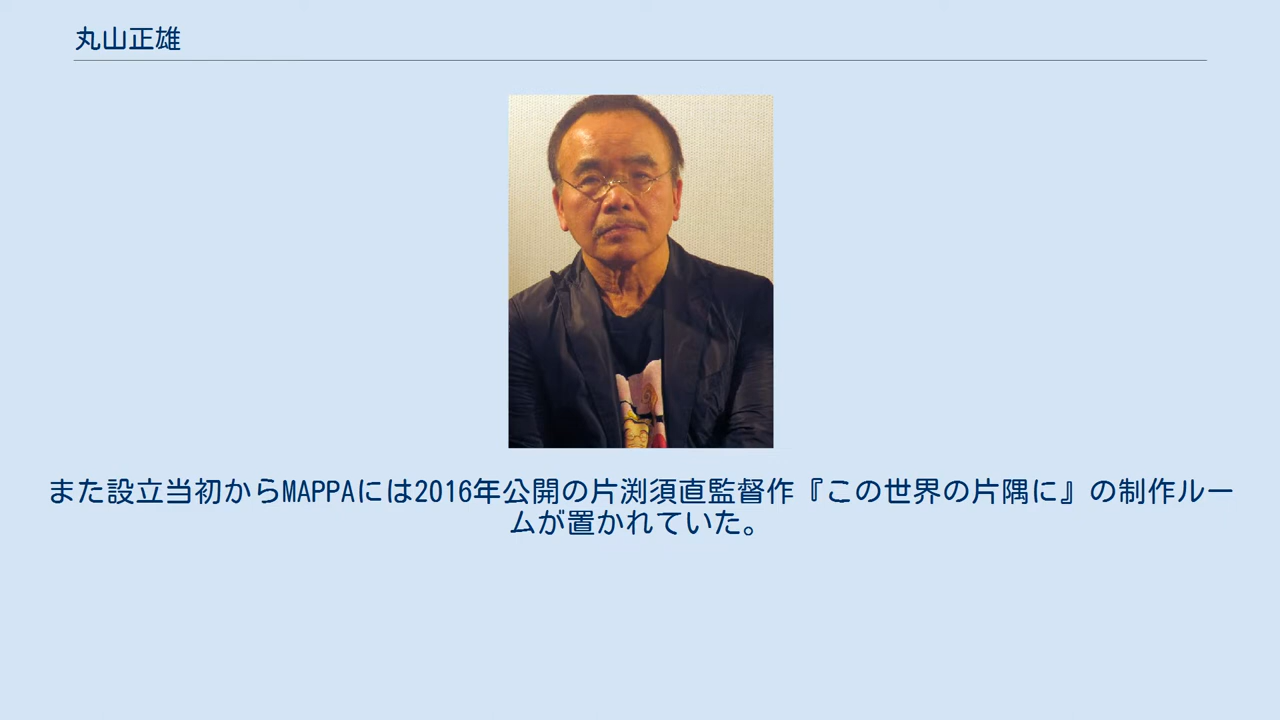 丸山正雄
また設立当初からMAPPAには2016年公開の片渕須直監督作『この世界の片隅に』の制作ルー
ムが置かれていた。